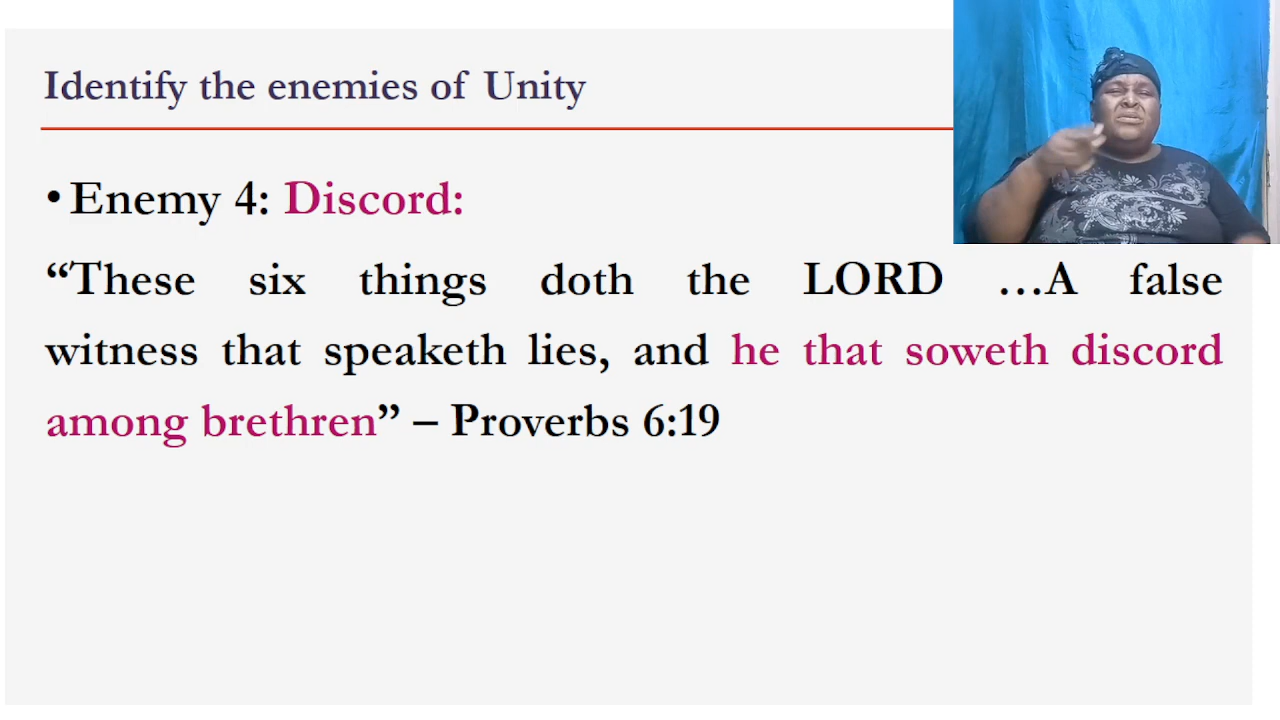 Identify the enemies of Unity
• Enemy 4: Discord:
“These six things doth the LORD …A false
witness that speaketh lies, and he that soweth discord
among brethren” – Proverbs 6:19